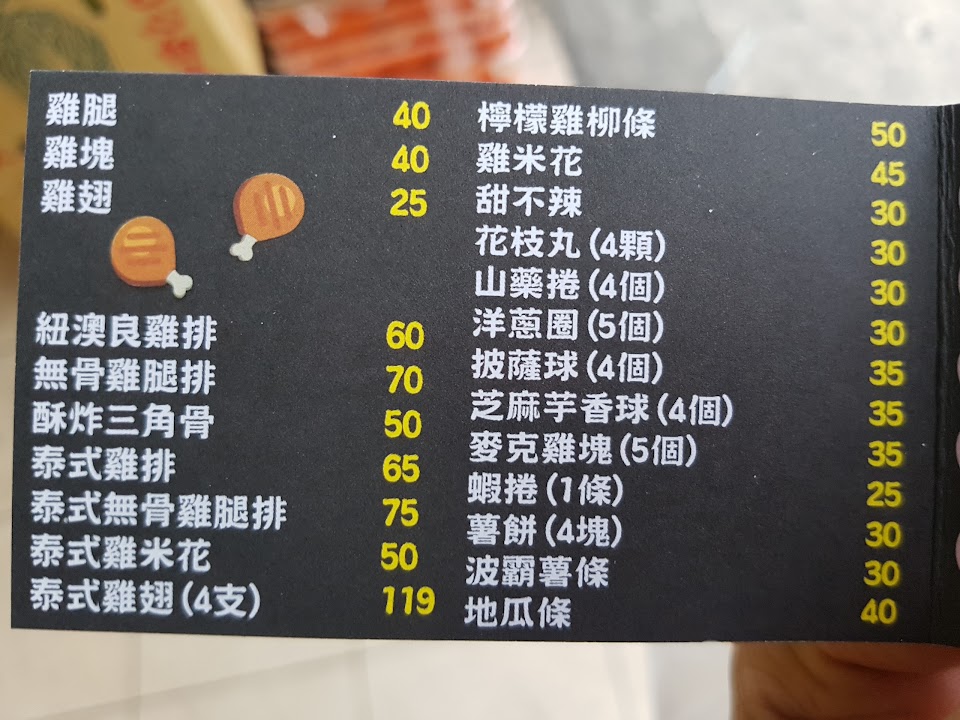 雞腿 40
雞塊 40
雞翅 25
紐澳良雞排 60
無骨雞腿排 70
酥炸三角骨 50
泰式雞排 65
泰式無骨雞腿排 75
泰式雞米花 50
泰式雞翅(4支) 119
檸檬雞柳條 50
雞米花 45
甜不辣 30
花枝丸(4顆) 30
山藥捲(4個) 30
洋蔥圈(5個) 30
披薩球(4個) 35
芝麻芋香球(4個) 35
麥克雞塊(5個) 35
蝦捲(1條) 25
薯餅(4塊) 30
波霸薯條 30
地瓜條 40